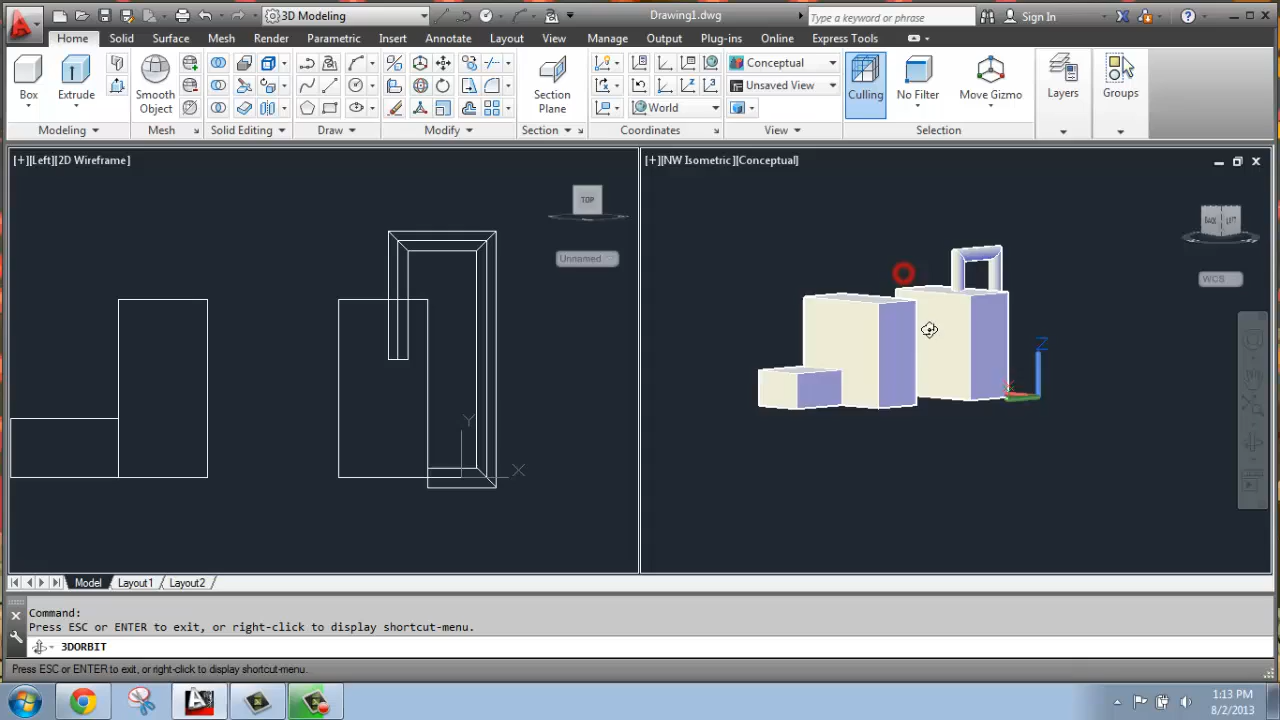 3D Modeling
Drawing1.dwg
Type a keyword or phrase
Sign In
Home Solid Surface Mesh Render Parametric Insert Annotate Layout View Manage Output Plug-ins Online Express Tools
Box
Extrude
Smooth Object
Section Plane
Conceptual
Unsaved View
World
Culling
No Filter
Move Gizmo
Layers
Groups
Modeling Mesh Solid Editing Draw Modify Section Coordinates View Selection
[+][Left][2D Wireframe]
TOP
Unnamed
Y
X
[+][NW Isometric][Conceptual]
BACK LEFT
WCS
Z
Model Layout1 Layout2
Command:
Press ESC or ENTER to exit, or right-click to display shortcut-menu.
3DORBIT
Press ESC or ENTER to exit, or right-click to display shortcut-menu.
1:13 PM
8/2/2013